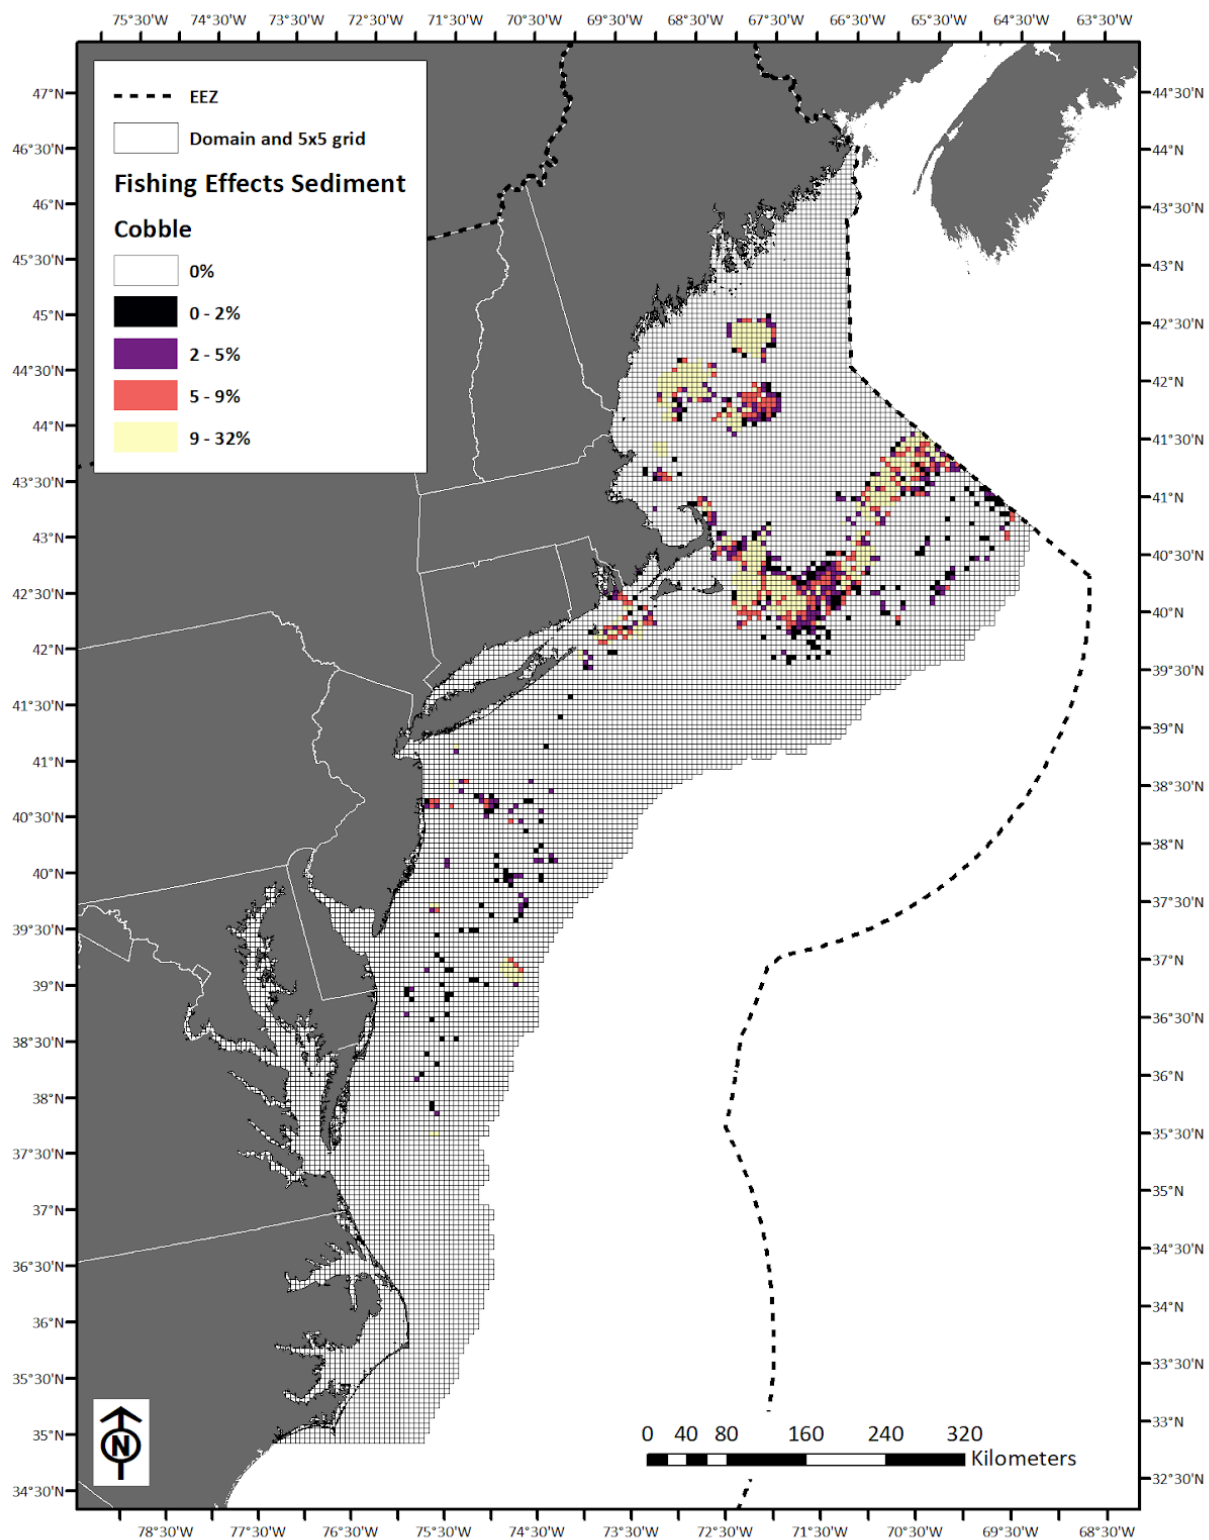 75°30'W 74°30'W 73°30'W 72°30'W 71°30'W 70°30'W 69°30'W 68°30'W 67°30'W 66°30'W 65°30'W 64°30'W 63°30'W
EEZ
Domain and 5x5 grid
Fishing Effects Sediment
Cobble
0%
0 - 2%
2 - 5%
5 - 9%
9 - 32%
47°N
46°30'N
46°N
45°30'N
45°N
44°30'N
44°N
43°30'N
43°N
42°30'N
42°N
41°30'N
41°N
40°30'N
40°N
39°30'N
39°N
38°30'N
38°N
37°30'N
37°N
36°30'N
36°N
35°30'N
35°N
34°30'N
44°30'N
44°N
43°30'N
43°N
42°30'N
42°N
41°30'N
41°N
40°30'N
40°N
39°30'N
39°N
38°30'N
38°N
37°30'N
37°N
36°30'N
36°N
35°30'N
35°N
34°30'N
34°N
33°30'N
33°N
32°30'N
N
0 40 80 160 240 320
Kilometers
78°30'W 77°30'W 76°30'W 75°30'W 74°30'W 73°30'W 72°30'W 71°30'W 70°30'W 69°30'W 68°30'W